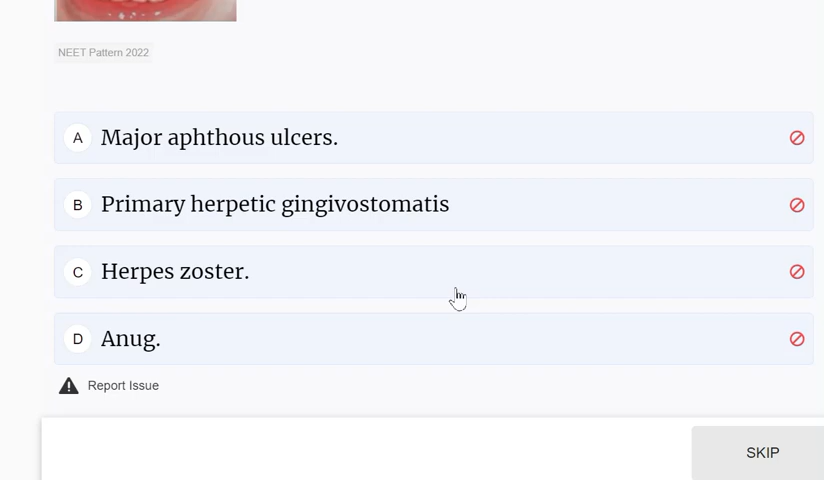 NEET Pattern 2022
A Major aphthous ulcers.
B Primary herpetic gingivostomatis
C Herpes zoster.
D Anug.
Report Issue
SKIP